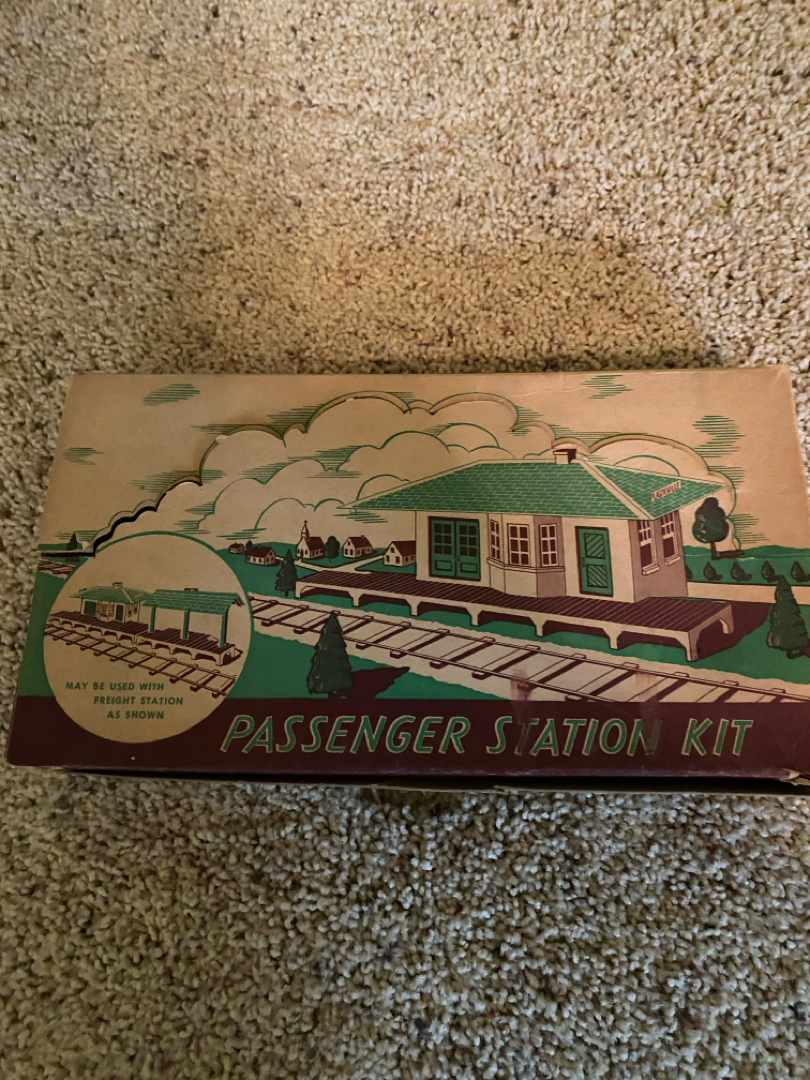 MAY BE USED WITH
FREIGHT STATION
AS SHOWN
PASSENGER STATION KIT